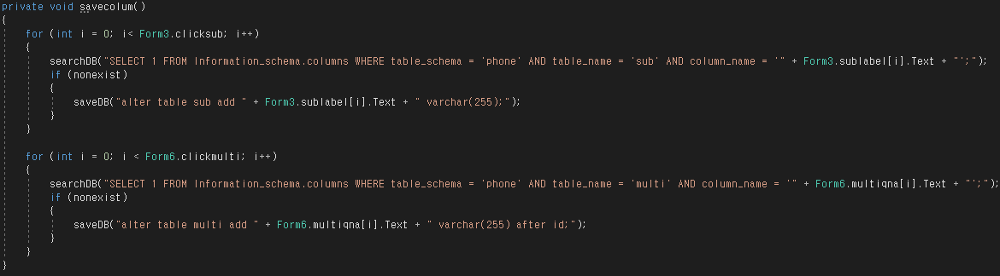 private void savecolum()
{
for (int i = 0; i< Form3.clicksub; i++)
{
searchDB("SELECT 1 FROM Information_schema.columns WHERE table_schema = 'phone' AND table_name = 'sub' AND column_name = '" + Form3.sublabel[i].Text + "';");
if (nonexist)
{
saveDB("alter table sub add " + Form3.sublabel[i].Text + " varchar(255);");
}
}
for (int i = 0; i < Form6.clickmulti; i++)
{
searchDB("SELECT 1 FROM Information_schema.columns WHERE table_schema = 'phone' AND table_name = 'multi' AND column_name = '" + Form6.multiqna[i].Text + "';");
if (nonexist)
{
saveDB("alter table multi add " + Form6.multiqna[i].Text + " varchar(255) after id;");
}
}
}